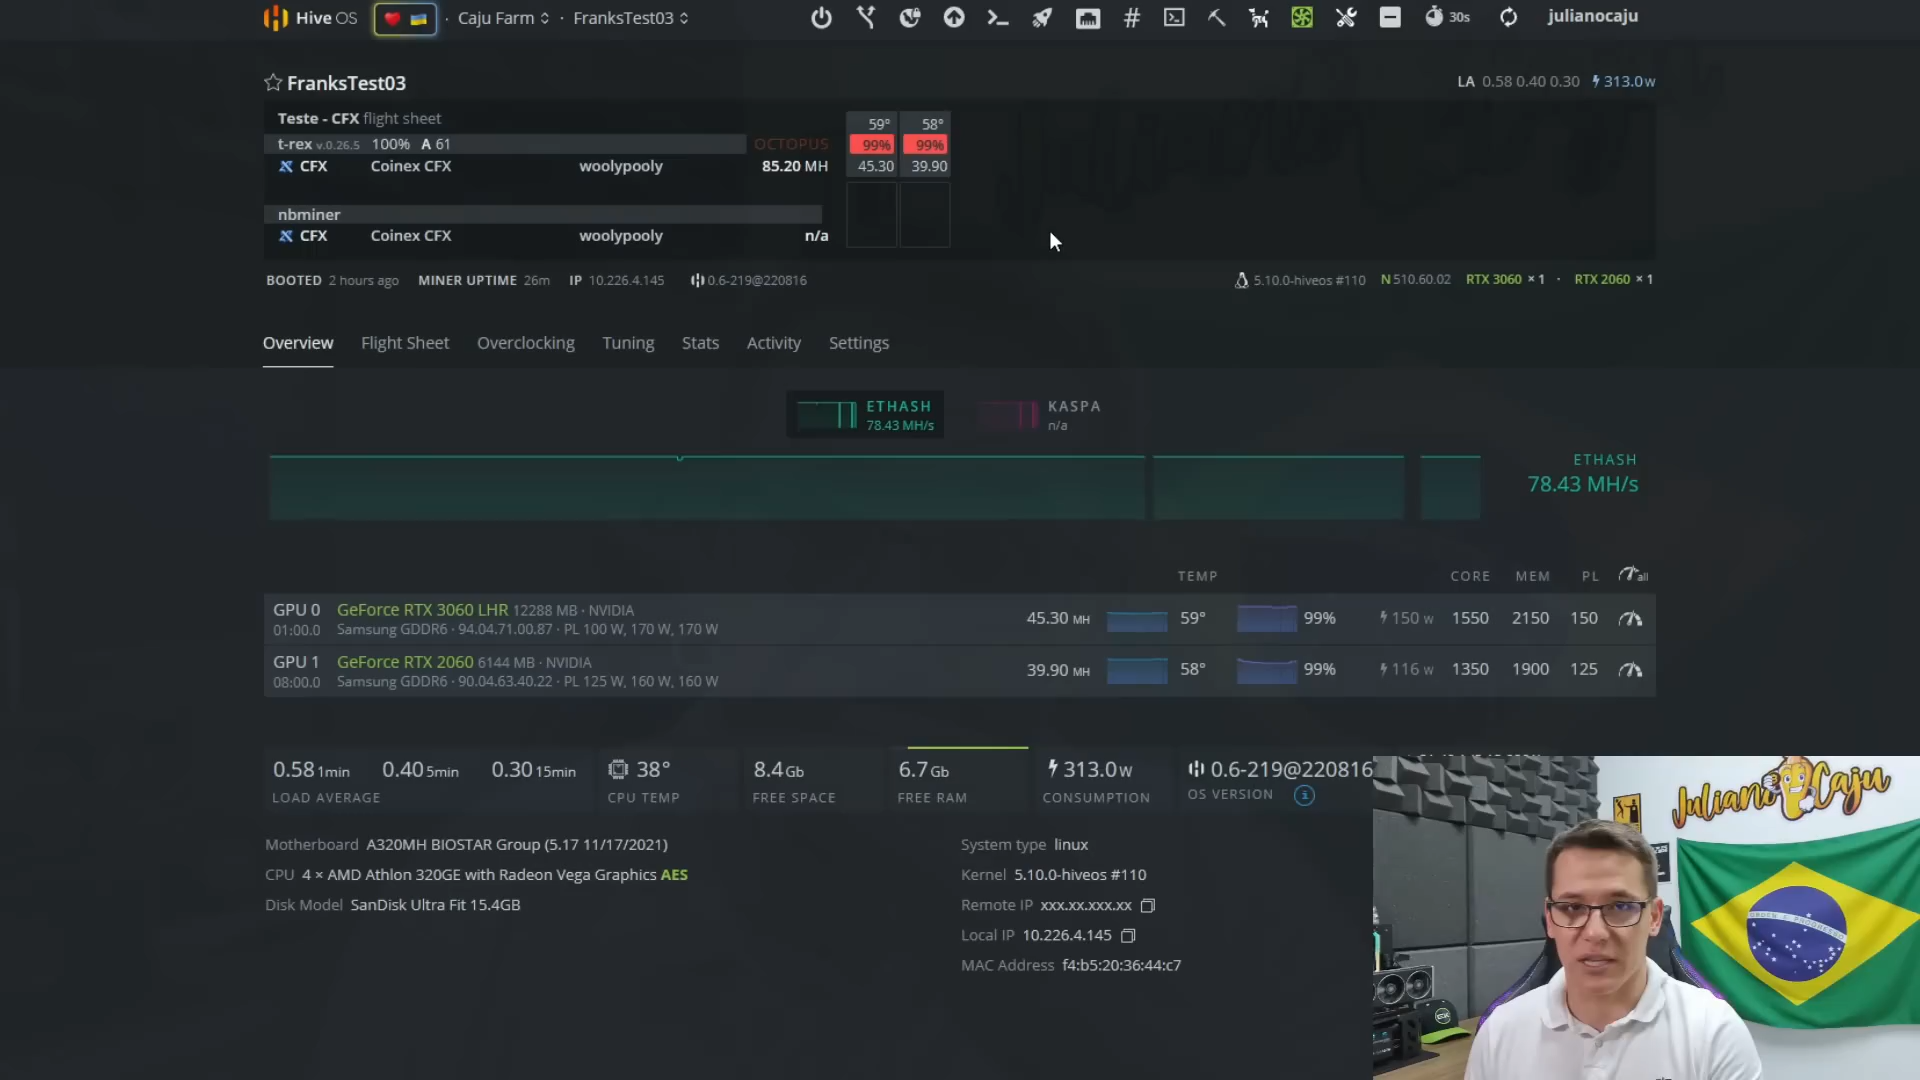 Hive OS · Caju Farm · FranksTest03 # 30s julianocaju
FranksTest03 LA 0.58 0.40 0.30 313.0 w
Teste - CFX flight sheet 59° 58°
t-rex v.0.26.5 100% A 61 OCTOPUS 99% 99%
CFX Coinex CFX woolypooly 85.20 MH 45.30 39.90
nbminer
CFX Coinex CFX woolypooly n/a
BOOTED 2 hours ago MINER UPTIME 26m IP 10.226.4.145 0.6-219@220816 5.10.0-hiveos #110 N 510.60.02 RTX 3060 × 1 · RTX 2060 × 1
Overview Flight Sheet Overclocking Tuning Stats Activity Settings
ETHASH KASPA
78.43 MH/s n/a
ETHASH
78.43 MH/s
TEMP CORE MEM PL all
GPU 0 GeForce RTX 3060 LHR 12288 MB · NVIDIA 45.30 MH 59° 99% 150 w 1550 2150 150
01:00.0 Samsung GDDR6 · 94.04.71.00.87 · PL 100 W, 170 W, 170 W
GPU 1 GeForce RTX 2060 6144 MB · NVIDIA 39.90 MH 58° 99% 116 w 1350 1900 125
08:00.0 Samsung GDDR6 · 90.04.63.40.22 · PL 125 W, 160 W, 160 W
0.58 1min 0.40 5min 0.30 15min 38° 8.4 Gb 6.7 Gb 313.0 w 0.6-219@220816
LOAD AVERAGE CPU TEMP FREE SPACE FREE RAM CONSUMPTION OS VERSION
Motherboard A320MH BIOSTAR Group (5.17 11/17/2021) System type linux
CPU 4 × AMD Athlon 320GE with Radeon Vega Graphics AES Kernel 5.10.0-hiveos #110
Disk Model SanDisk Ultra Fit 15.4GB Remote IP xxx.xx.xxx.xx
Local IP 10.226.4.145
MAC Address f4:b5:20:36:44:c7
Juliano Caju
ORDEM E PROGRESSO